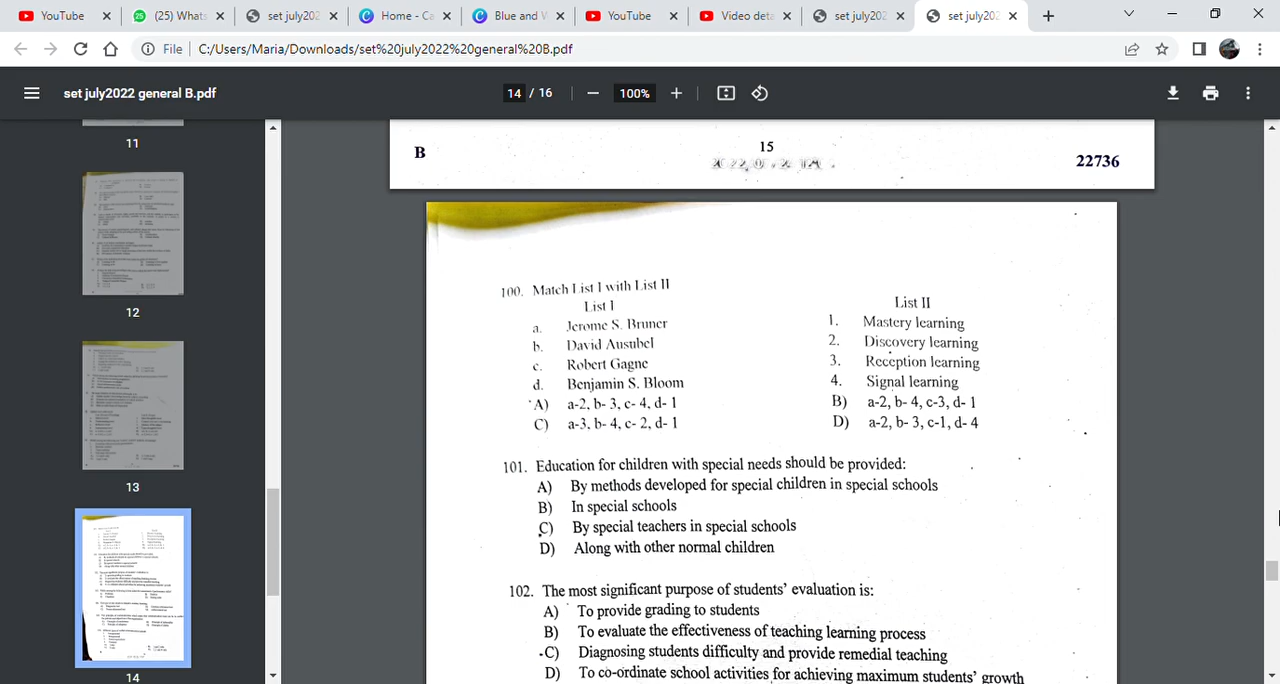 YouTube
(25) Whats
set july202
Home - Ca
Blue and W
YouTube
Video deta
set july202
set july202
File C:/Users/Maria/Downloads/set%20july2022%20general%20B.pdf
set july2022 general B.pdf
14 / 16
100%
11
12
13
14
B
15
22736
100. Match List I with List II
List I List II
a. Jerome S. Bruner 1. Mastery learning
b. David Ausubel 2. Discovery learning
c. Robert Gagne 3. Reception learning
d. Benjamin S. Bloom 4. Signal learning
A) a-2, b- 3, c- 4, d- 1 B) a-2, b- 4, c-3, d- 1
C) a-3, b- 4, c- 2, d- 1 D) a-2, b- 3, c-1, d- 4
101. Education for children with special needs should be provided:
A) By methods developed for special children in special schools
B) In special schools
C) By special teachers in special schools
D) Along with other normal children
102. The most significant purpose of students' evaluation is:
A) To provide grading to students
B) To evaluate the effectiveness of teaching learning process
C) Diagnosing students difficulty and provide remedial teaching
D) To co-ordinate school activities for achieving maximum students' growth